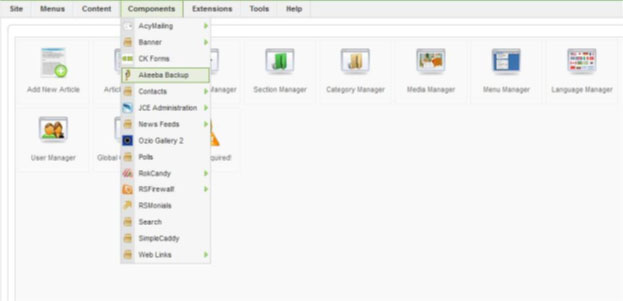 Site Menus Content Components Extensions Tools Help
AcyMailing
Banner
CK Forms
Akeeba Backup
Contacts
JCE Administration
News Feeds
Ozio Gallery 2
Polls
RokCandy
RSFirewall!
RSMonials
Search
SimpleCaddy
Web Links
Add New Article Artic Manager Section Manager Category Manager Media Manager Menu Manager Language Manager
User Manager Global quired!